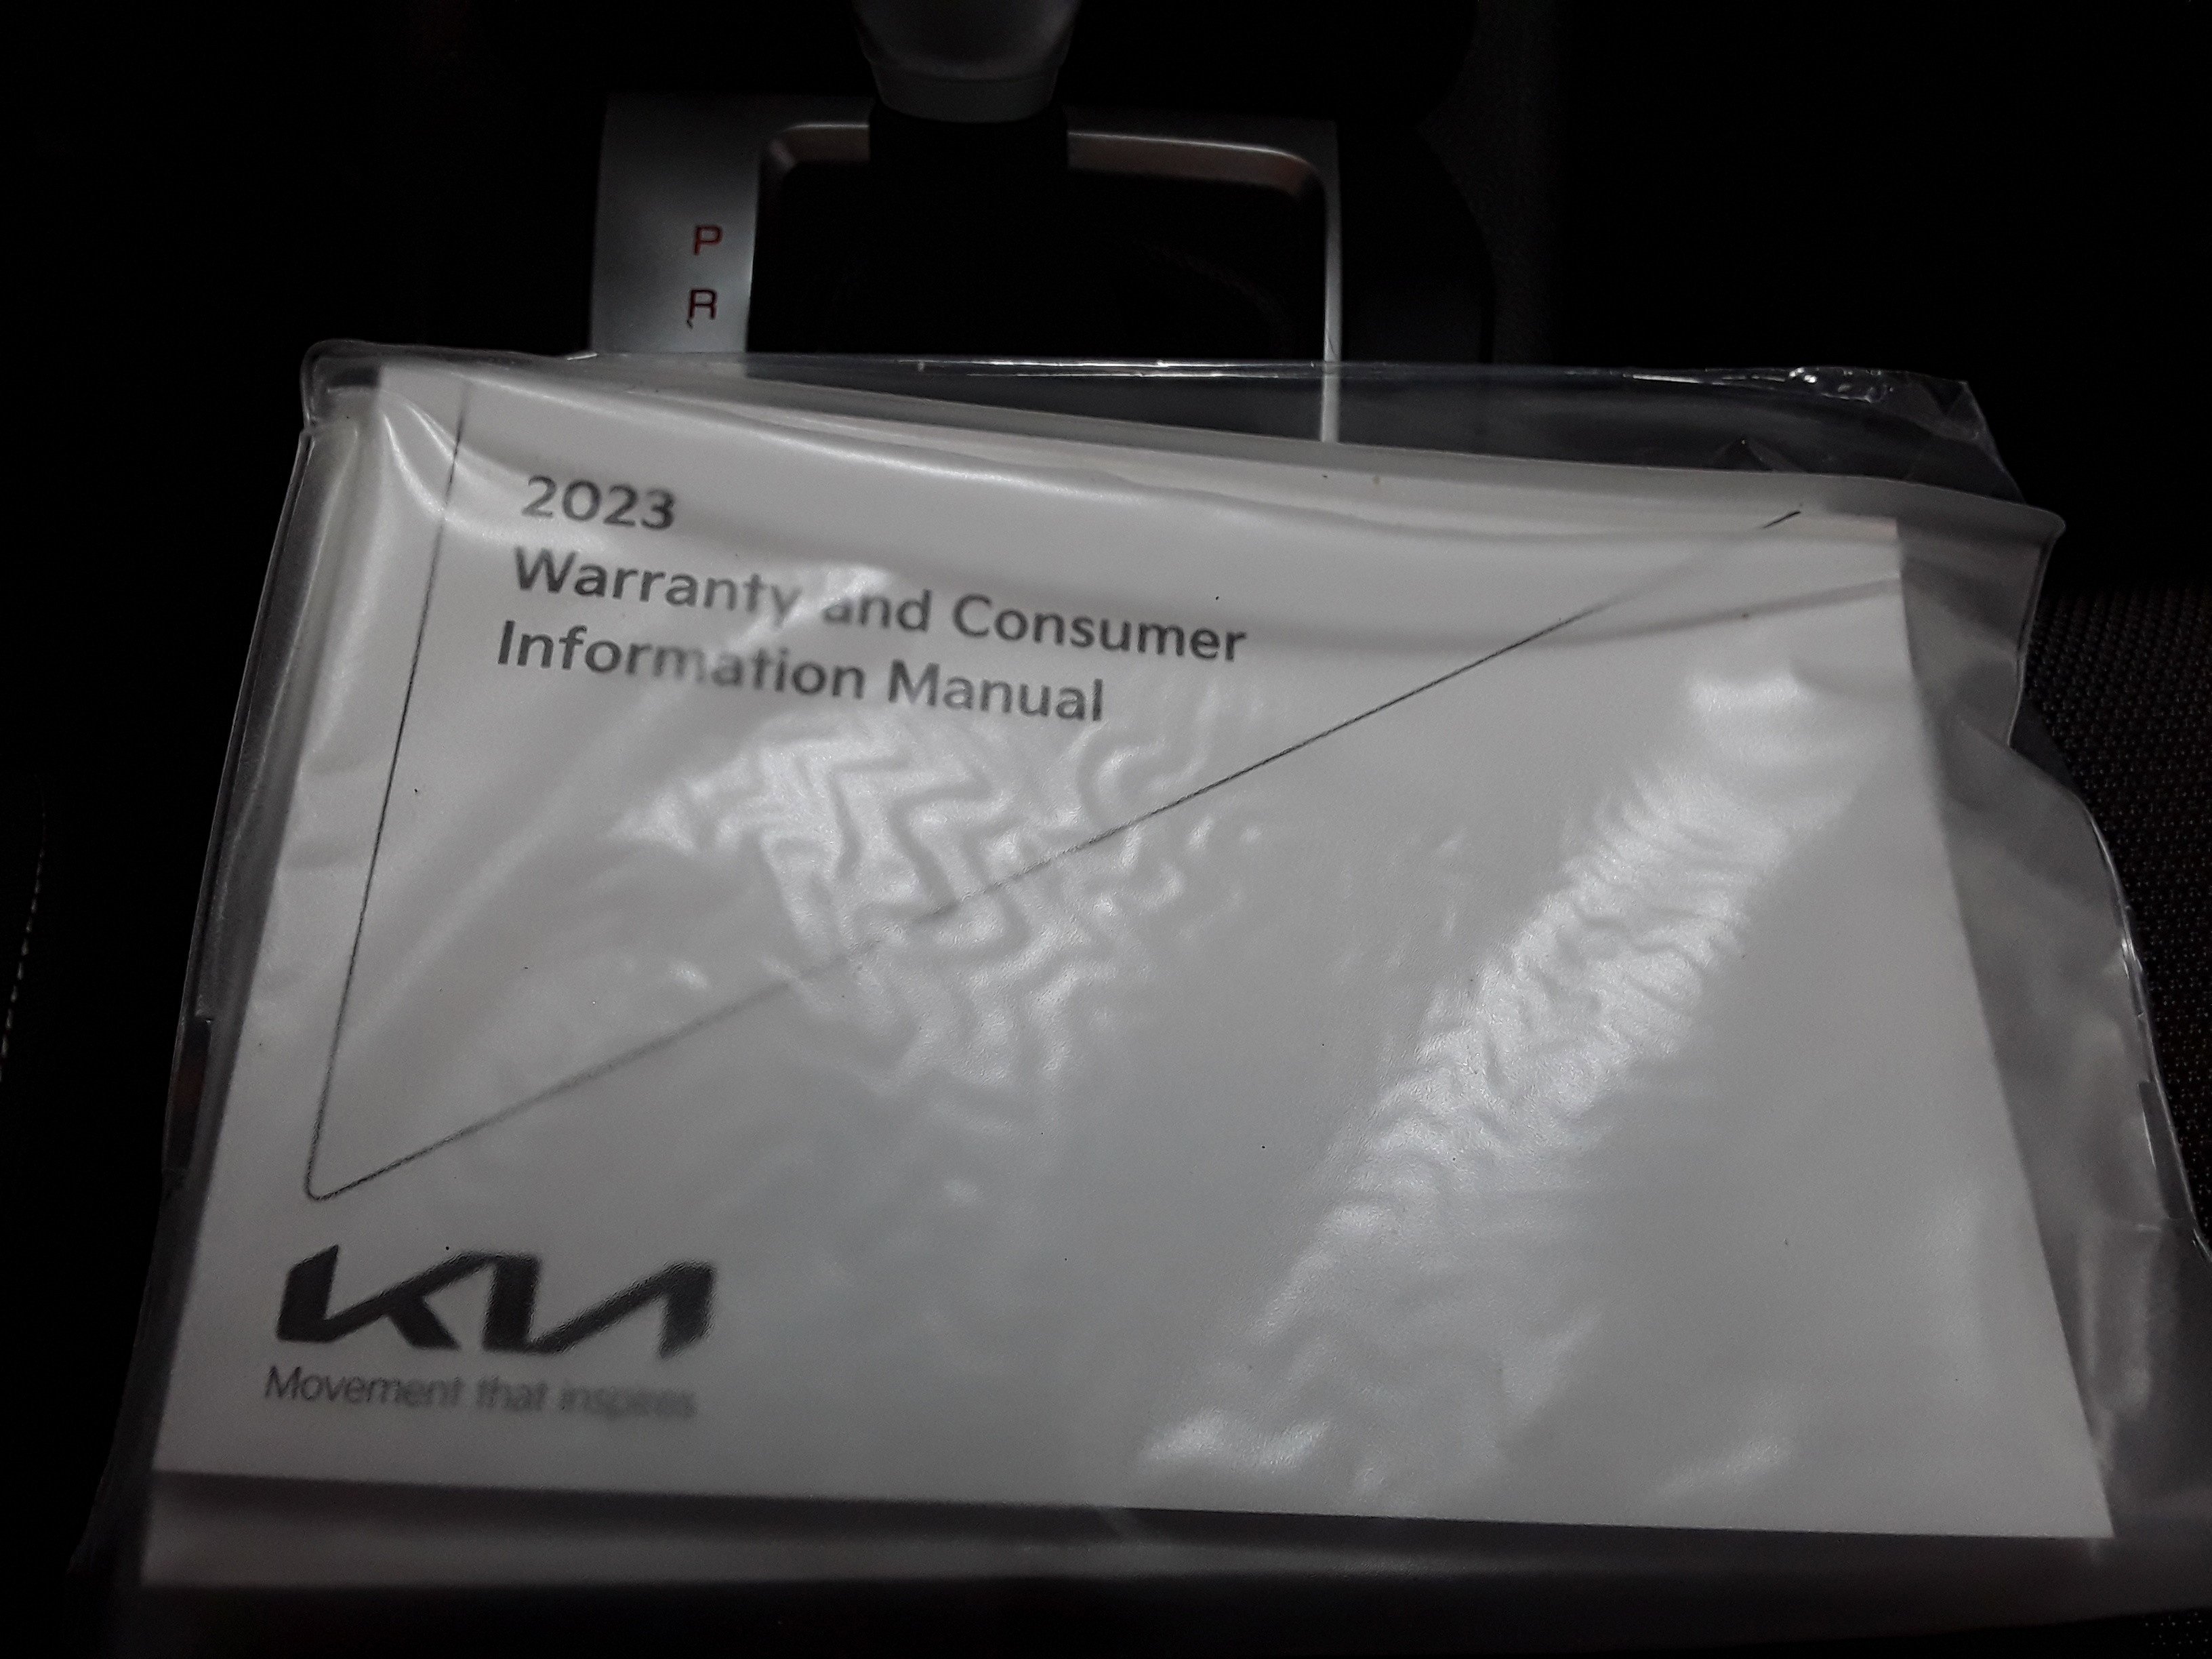 P
R
2023
Warranty and Consumer
Information Manual
KIA
Movement that inspires